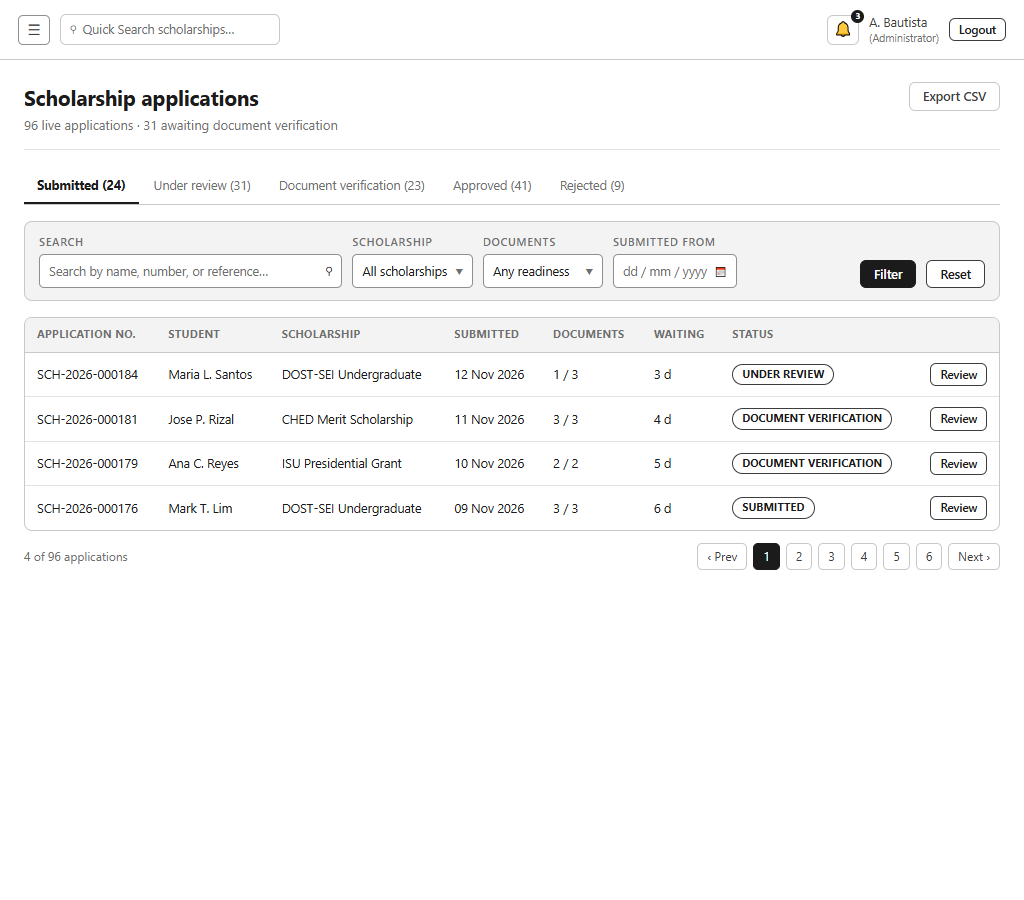 ☰ Quick Search scholarships... 3 A. Bautista Logout
(Administrator)
Scholarship applications Export CSV
96 live applications · 31 awaiting document verification
Submitted (24) Under review (31) Document verification (23) Approved (41) Rejected (9)
SEARCH SCHOLARSHIP DOCUMENTS SUBMITTED FROM
Search by name, number, or reference... All scholarships ▼ Any readiness ▼ dd / mm / yyyy Filter Reset
APPLICATION NO. STUDENT SCHOLARSHIP SUBMITTED DOCUMENTS WAITING STATUS
SCH-2026-000184 Maria L. Santos DOST-SEI Undergraduate 12 Nov 2026 1 / 3 3 d UNDER REVIEW Review
SCH-2026-000181 Jose P. Rizal CHED Merit Scholarship 11 Nov 2026 3 / 3 4 d DOCUMENT VERIFICATION Review
SCH-2026-000179 Ana C. Reyes ISU Presidential Grant 10 Nov 2026 2 / 2 5 d DOCUMENT VERIFICATION Review
SCH-2026-000176 Mark T. Lim DOST-SEI Undergraduate 09 Nov 2026 3 / 3 6 d SUBMITTED Review
4 of 96 applications ‹ Prev 1 2 3 4 5 6 Next ›